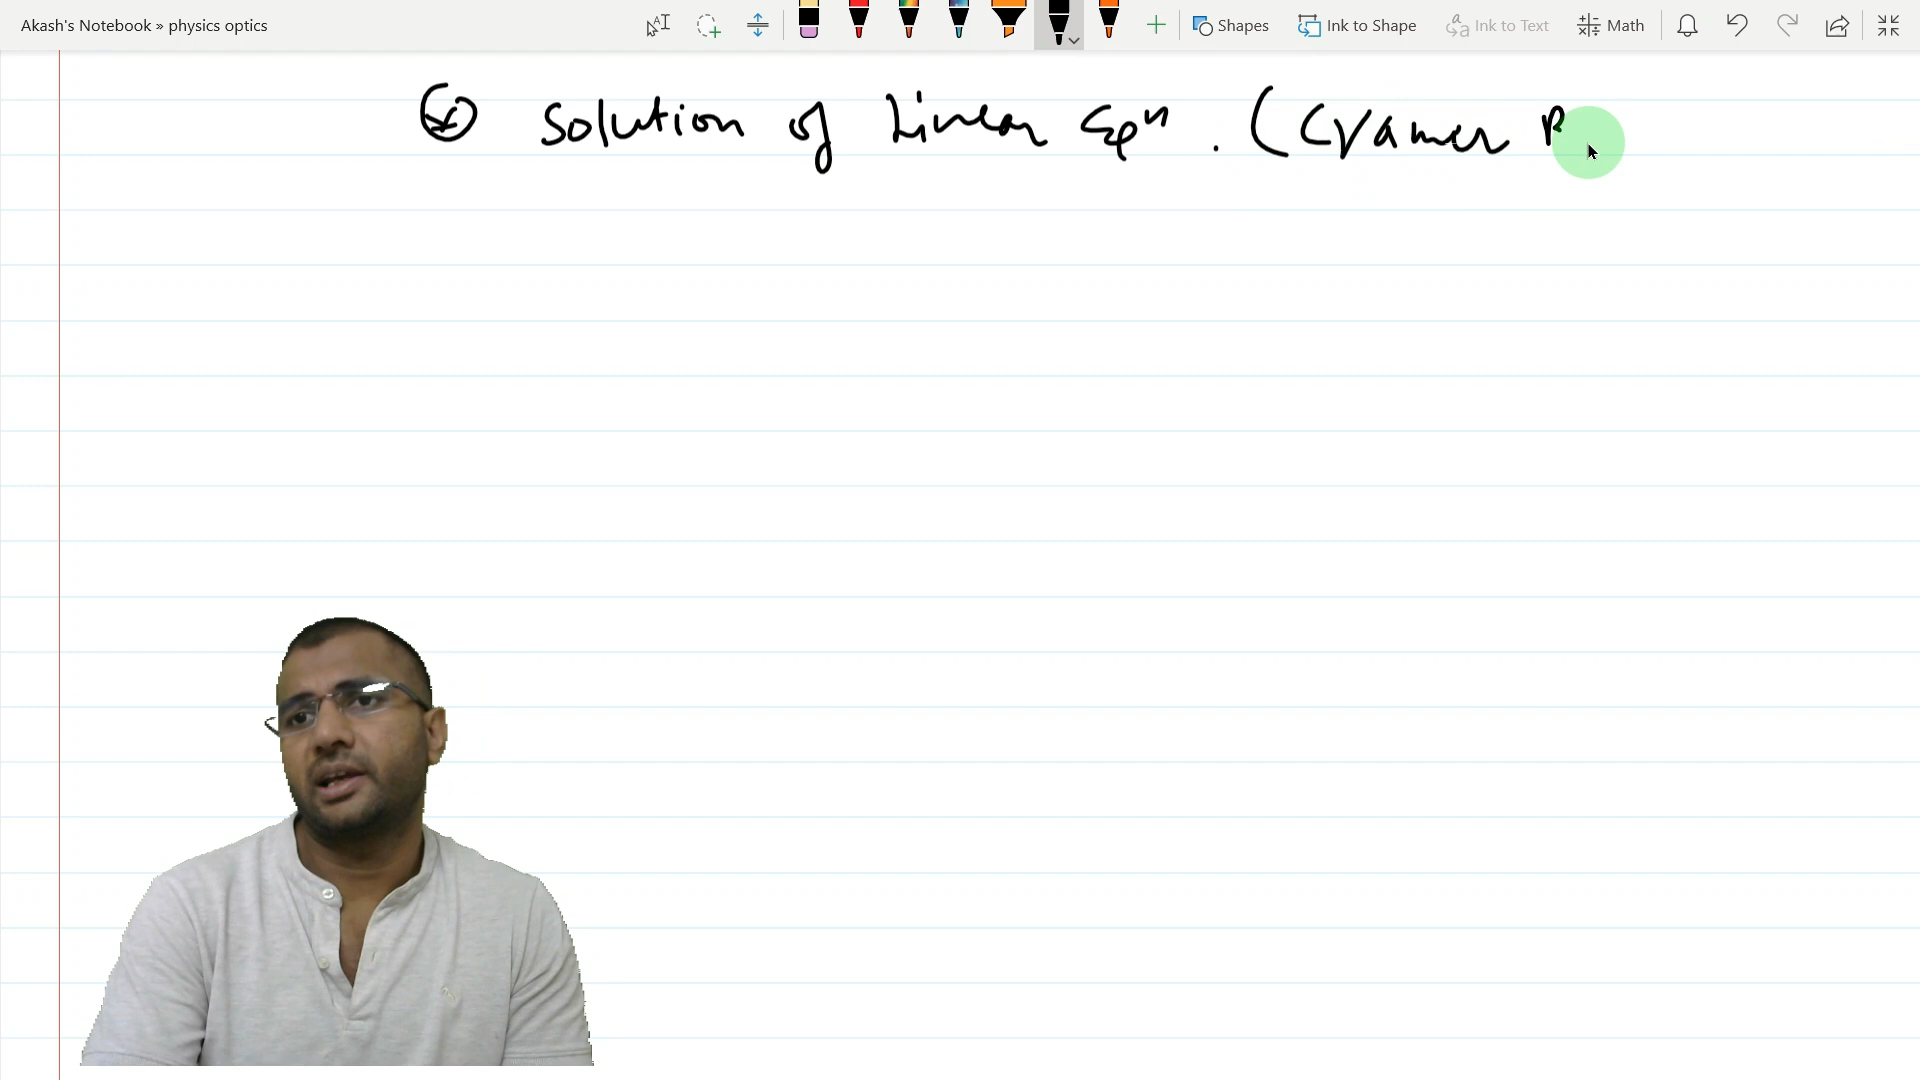 Akash's Notebook » physics optics
Shapes
Ink to Shape
Ink to Text
Math
Solution of Linear Eqⁿ. (Cramer R